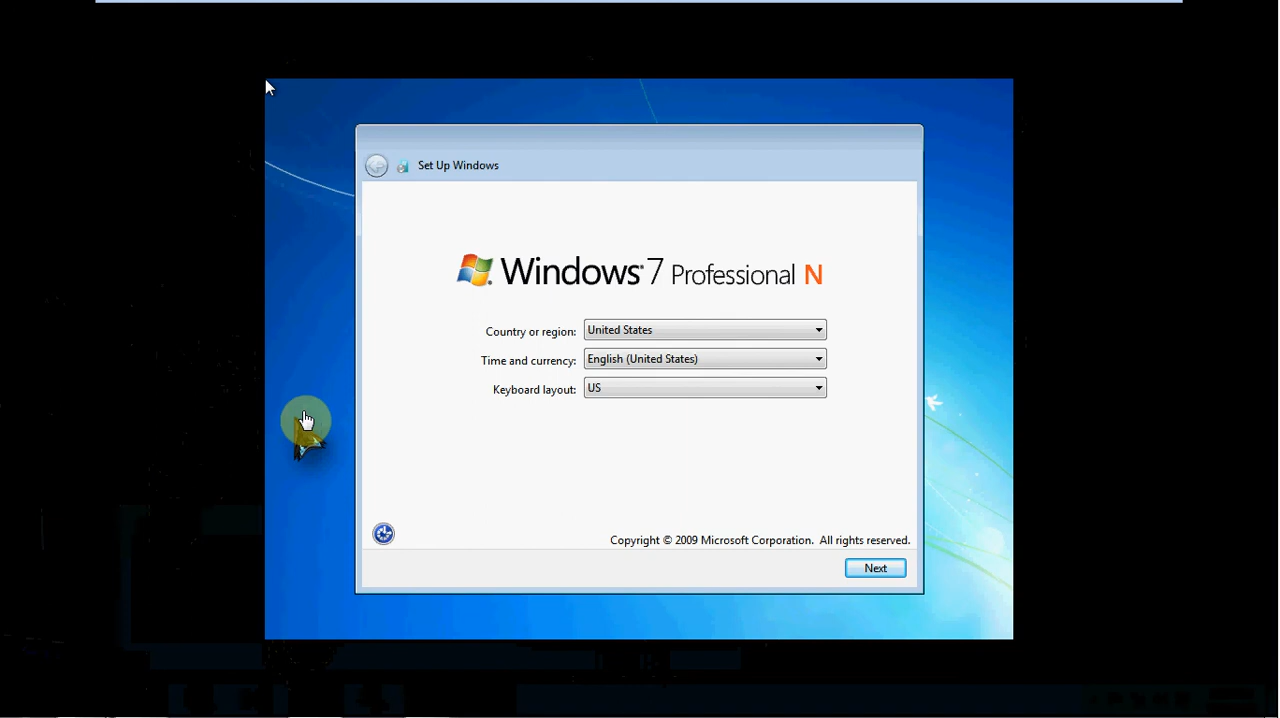 Set Up Windows
Windows® 7 Professional N
Country or region: United States
Time and currency: English (United States)
Keyboard layout: US
Copyright © 2009 Microsoft Corporation. All rights reserved.
Next